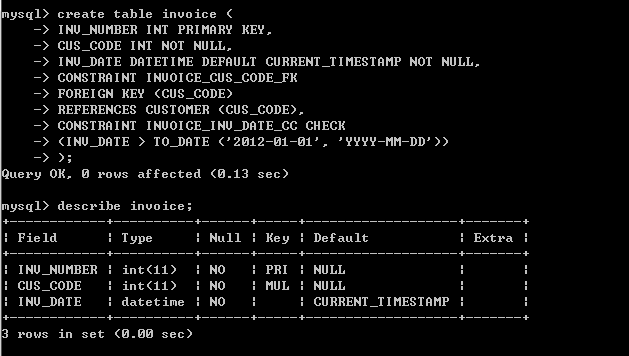 mysql> create table invoice (
    -> INV_NUMBER INT PRIMARY KEY,
    -> CUS_CODE INT NOT NULL,
    -> INV_DATE DATETIME DEFAULT CURRENT_TIMESTAMP NOT NULL,
    -> CONSTRAINT INVOICE_CUS_CODE_FK
    -> FOREIGN KEY (CUS_CODE)
    -> REFERENCES CUSTOMER (CUS_CODE),
    -> CONSTRAINT INVOICE_INV_DATE_CC CHECK
    -> (INV_DATE > TO_DATE ('2012-01-01', 'YYYY-MM-DD'))
    -> );
Query OK, 0 rows affected (0.13 sec)
mysql> describe invoice;
+------------+----------+------+-----+-------------------+-------+
| Field      | Type     | Null | Key | Default           | Extra |
+------------+----------+------+-----+-------------------+-------+
| INV_NUMBER | int(11)  | NO   | PRI | NULL              |       |
| CUS_CODE   | int(11)  | NO   | MUL | NULL              |       |
| INV_DATE   | datetime | NO   |     | CURRENT_TIMESTAMP |       |
+------------+----------+------+-----+-------------------+-------+
3 rows in set (0.00 sec)